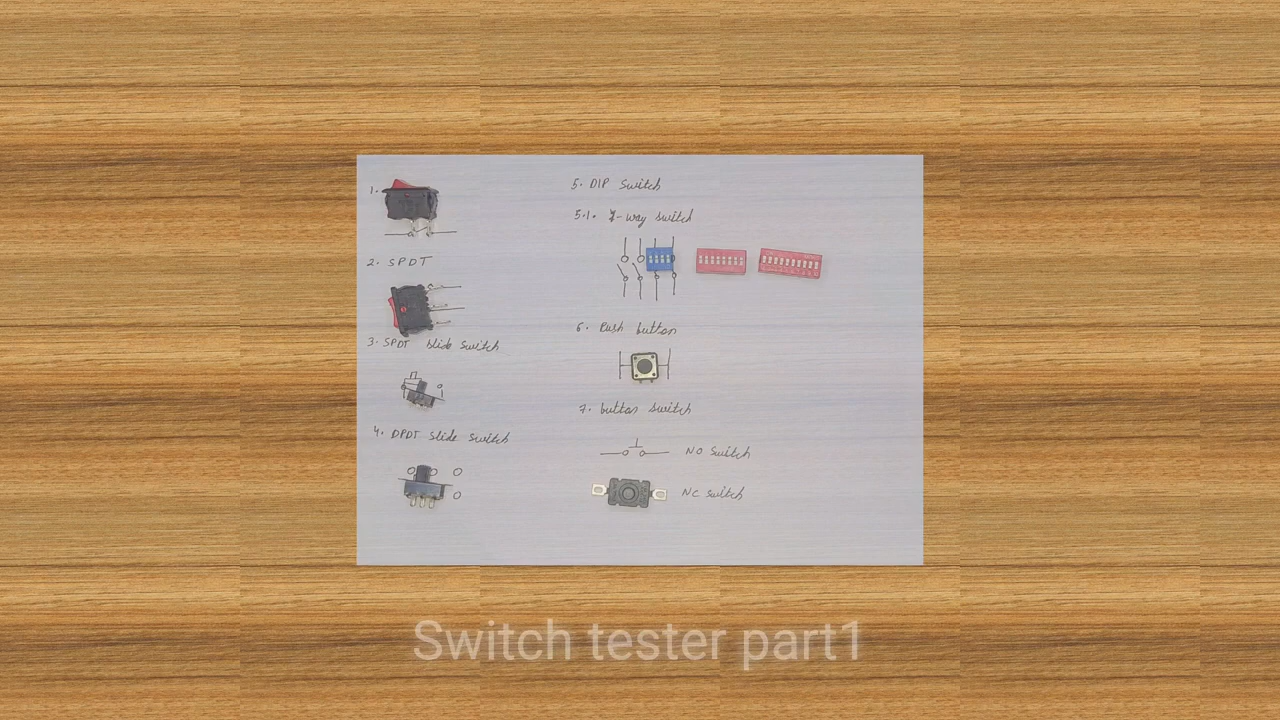 1.
2. SPDT
3. SPDT slide switch
4. DPDT slide switch
5. DIP Switch
5.1. -way switch
6. Push button
7. button switch
NO switch
NC switch
Switch tester part1